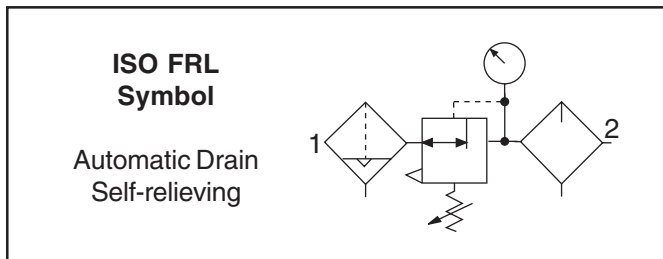 ISO FRL
Symbol
Automatic Drain
Self-relieving
1
2